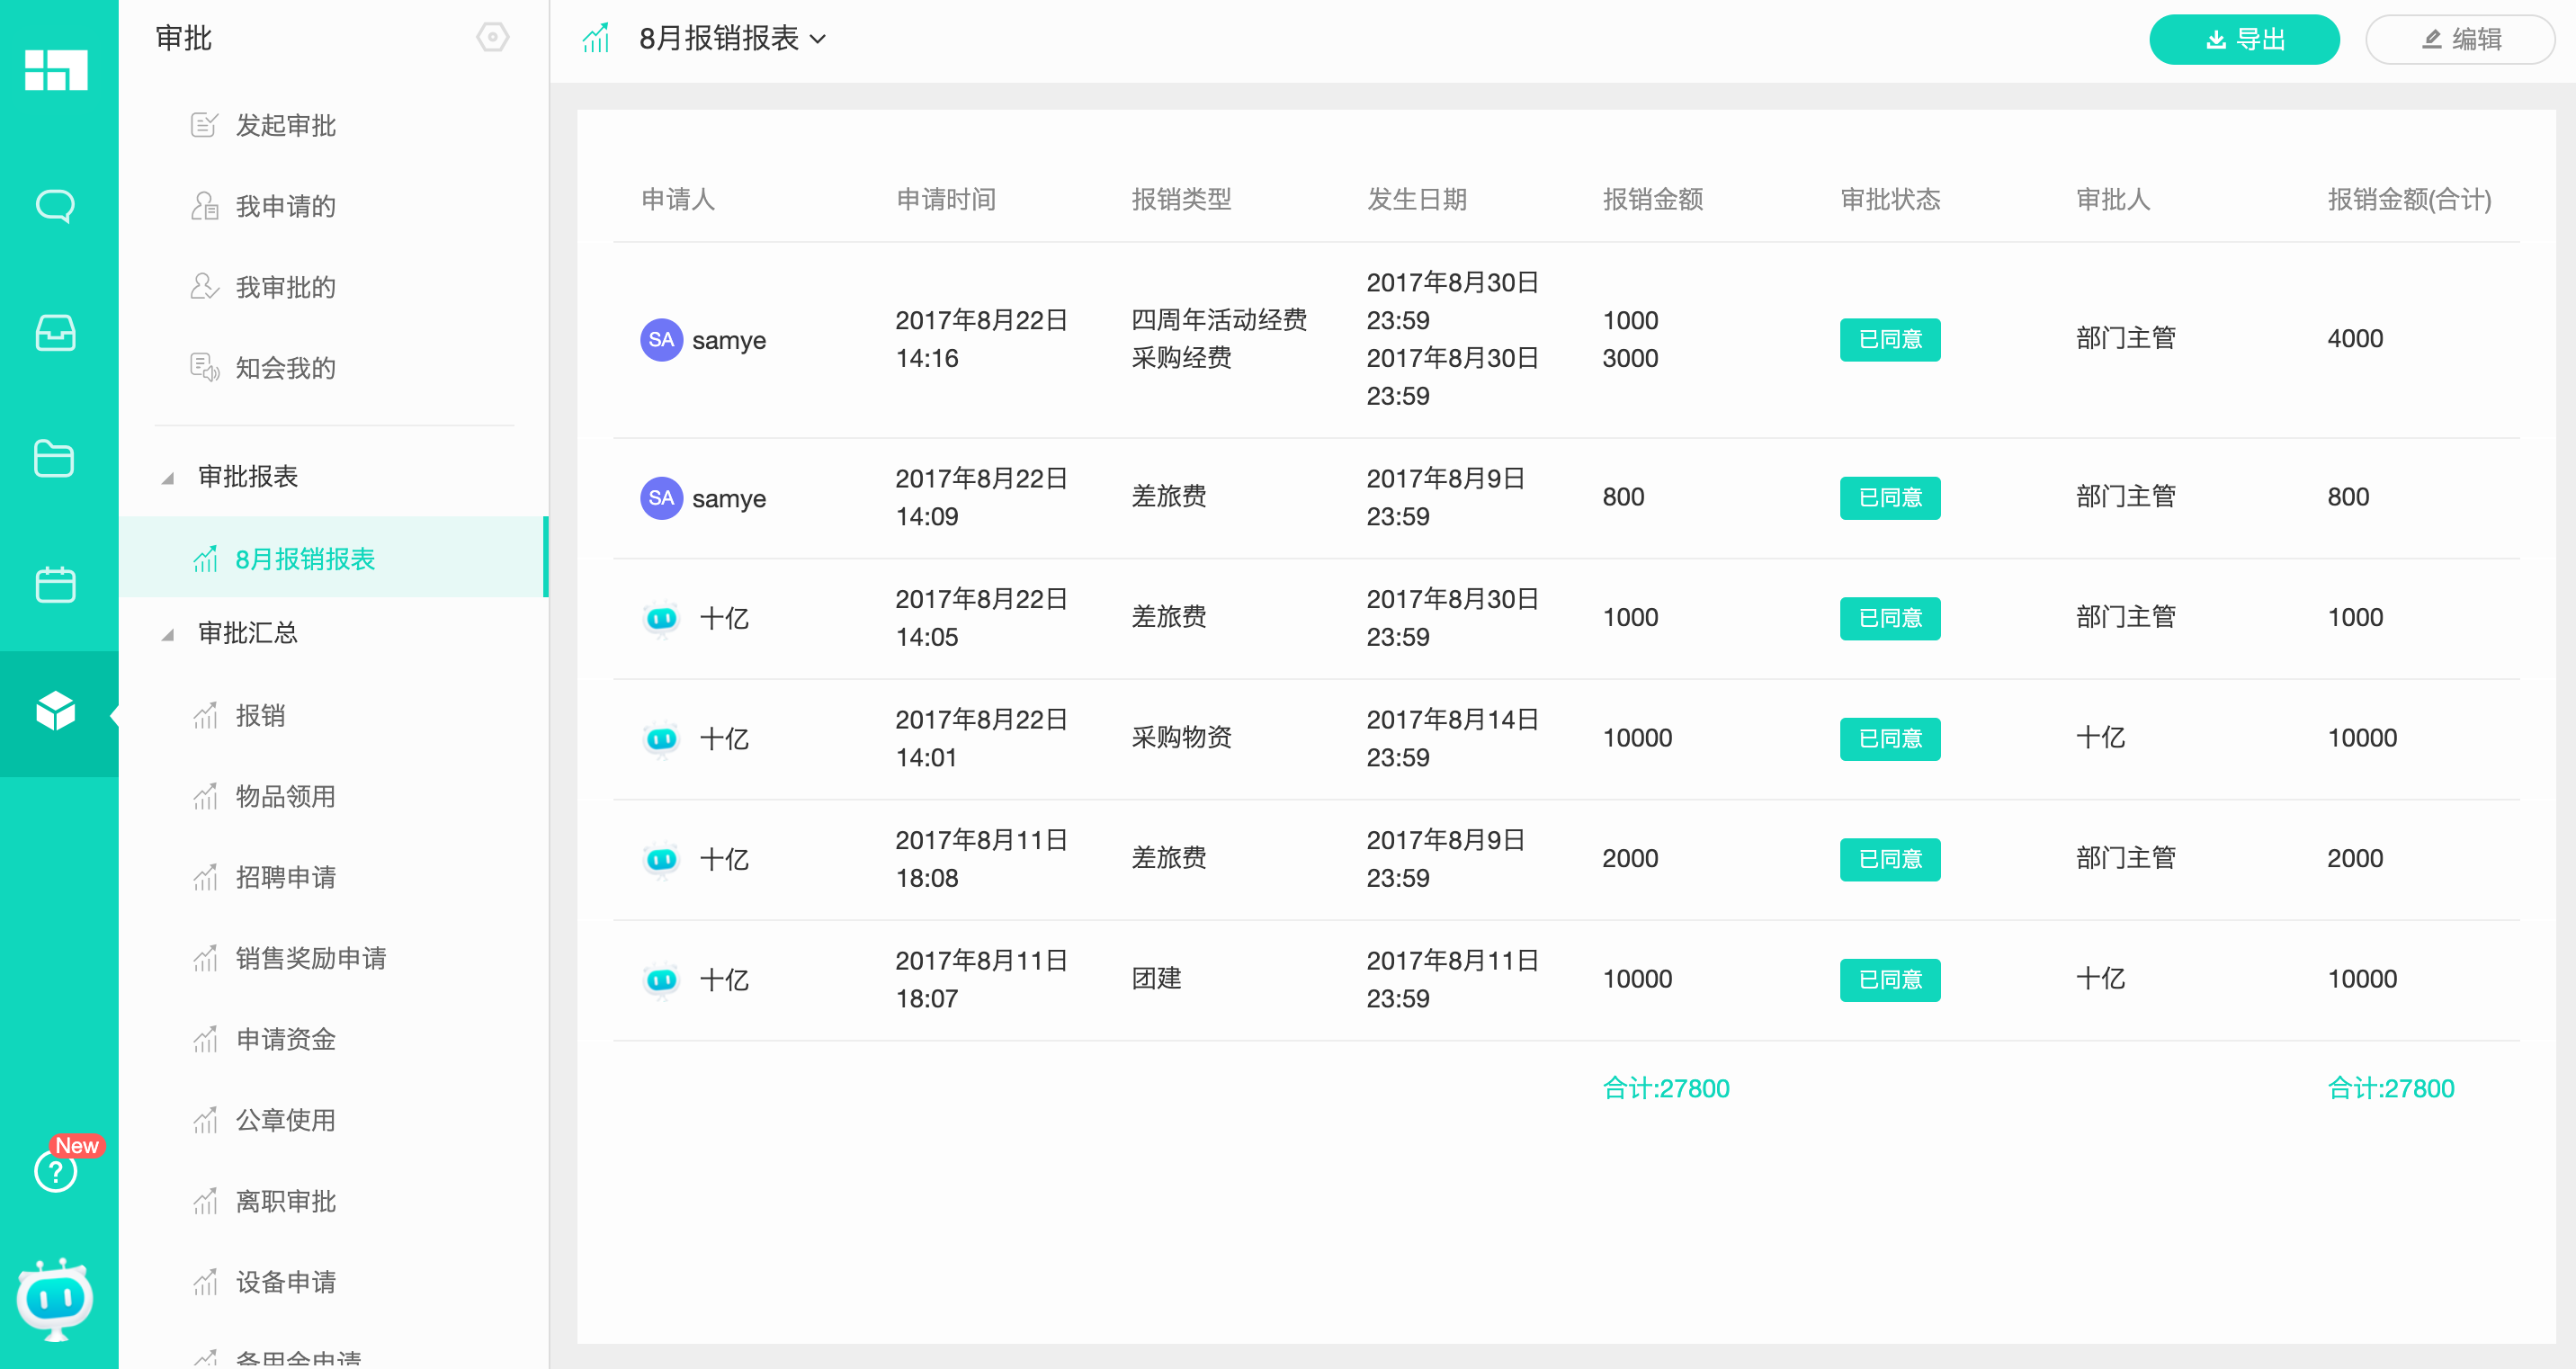 审批
发起审批
我申请的
我审批的
知会我的
审批报表
8月报销报表
审批汇总
报销
物品领用
招聘申请
销售奖励申请
申请资金
公章使用
离职审批
设备申请
备用金申请
New
8月报销报表
导出
编辑
申请人 申请时间 报销类型 发生日期 报销金额 审批状态 审批人 报销金额(合计)
SA samye
2017年8月22日
14:16
四周年活动经费
采购经费
2017年8月30日
23:59
2017年8月30日
23:59
1000
3000
已同意
部门主管
4000
SA samye
2017年8月22日
14:09
差旅费
2017年8月9日
23:59
800
已同意
部门主管
800
十亿
2017年8月22日
14:05
差旅费
2017年8月30日
23:59
1000
已同意
部门主管
1000
十亿
2017年8月22日
14:01
采购物资
2017年8月14日
23:59
10000
已同意
十亿
10000
十亿
2017年8月11日
18:08
差旅费
2017年8月9日
23:59
2000
已同意
部门主管
2000
十亿
2017年8月11日
18:07
团建
2017年8月11日
23:59
10000
已同意
十亿
10000
合计:27800 合计:27800